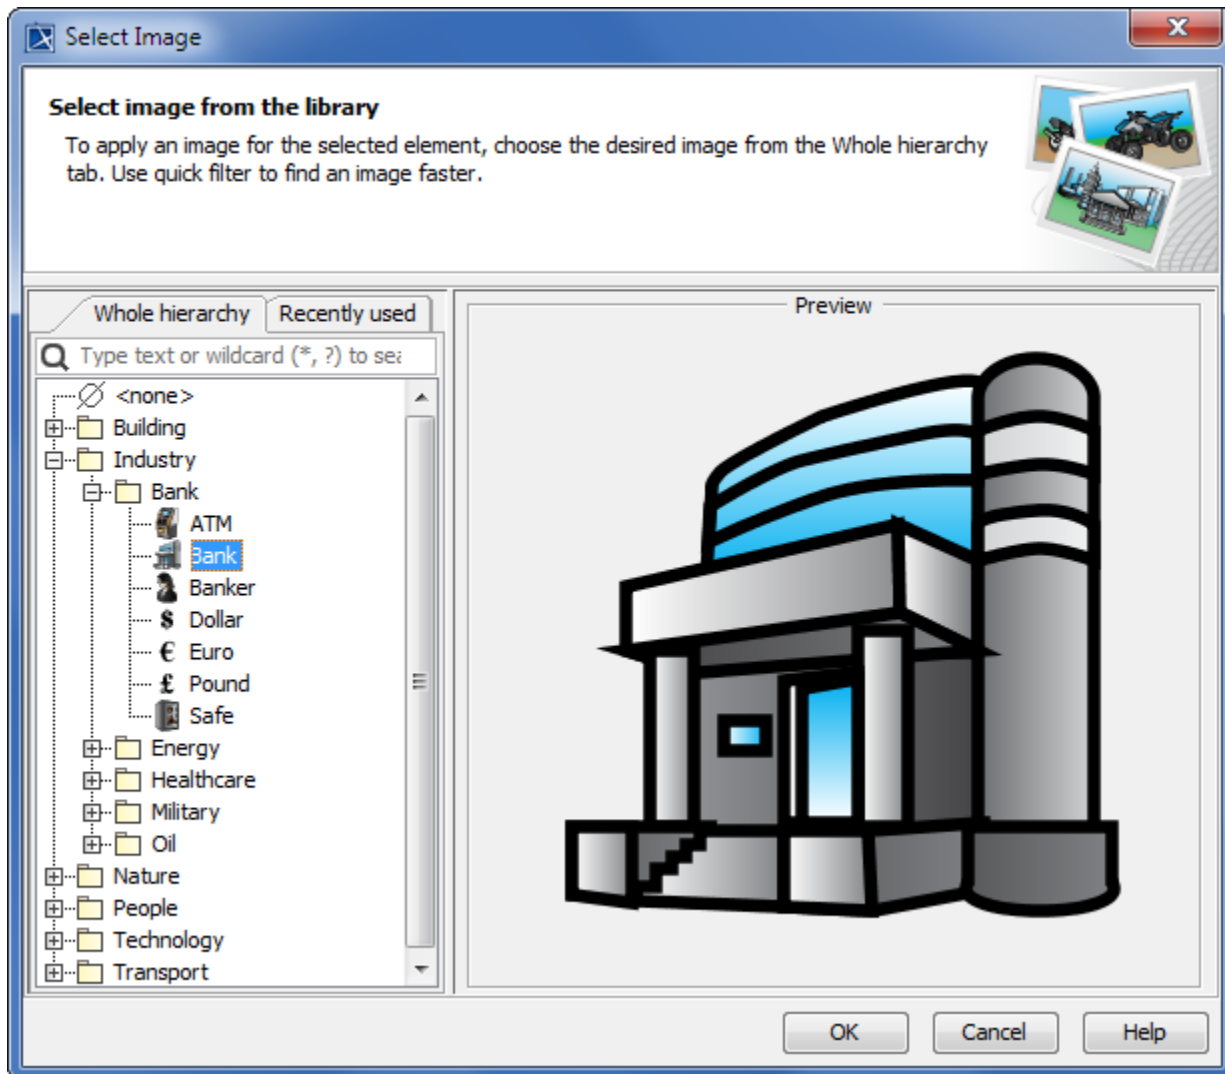 Select Image
Select image from the library
To apply an image for the selected element, choose the desired image from the Whole hierarchy
tab. Use quick filter to find an image faster.
Whole hierarchy
Recently used
Type text or wildcard (*, ?) to sea
<none>
Building
Industry
Bank
ATM
Bank
Banker
$ Dollar
€ Euro
£ Pound
Safe
Energy
Healthcare
Military
Oil
Nature
People
Technology
Transport
Preview
OK
Cancel
Help